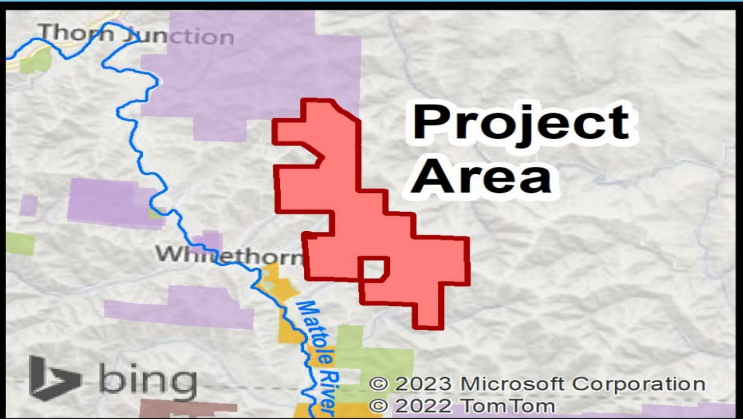 Thorn Junction
Project
Area
Whitethorn
Mattole River
bing
© 2023 Microsoft Corporation
© 2022 TomTom